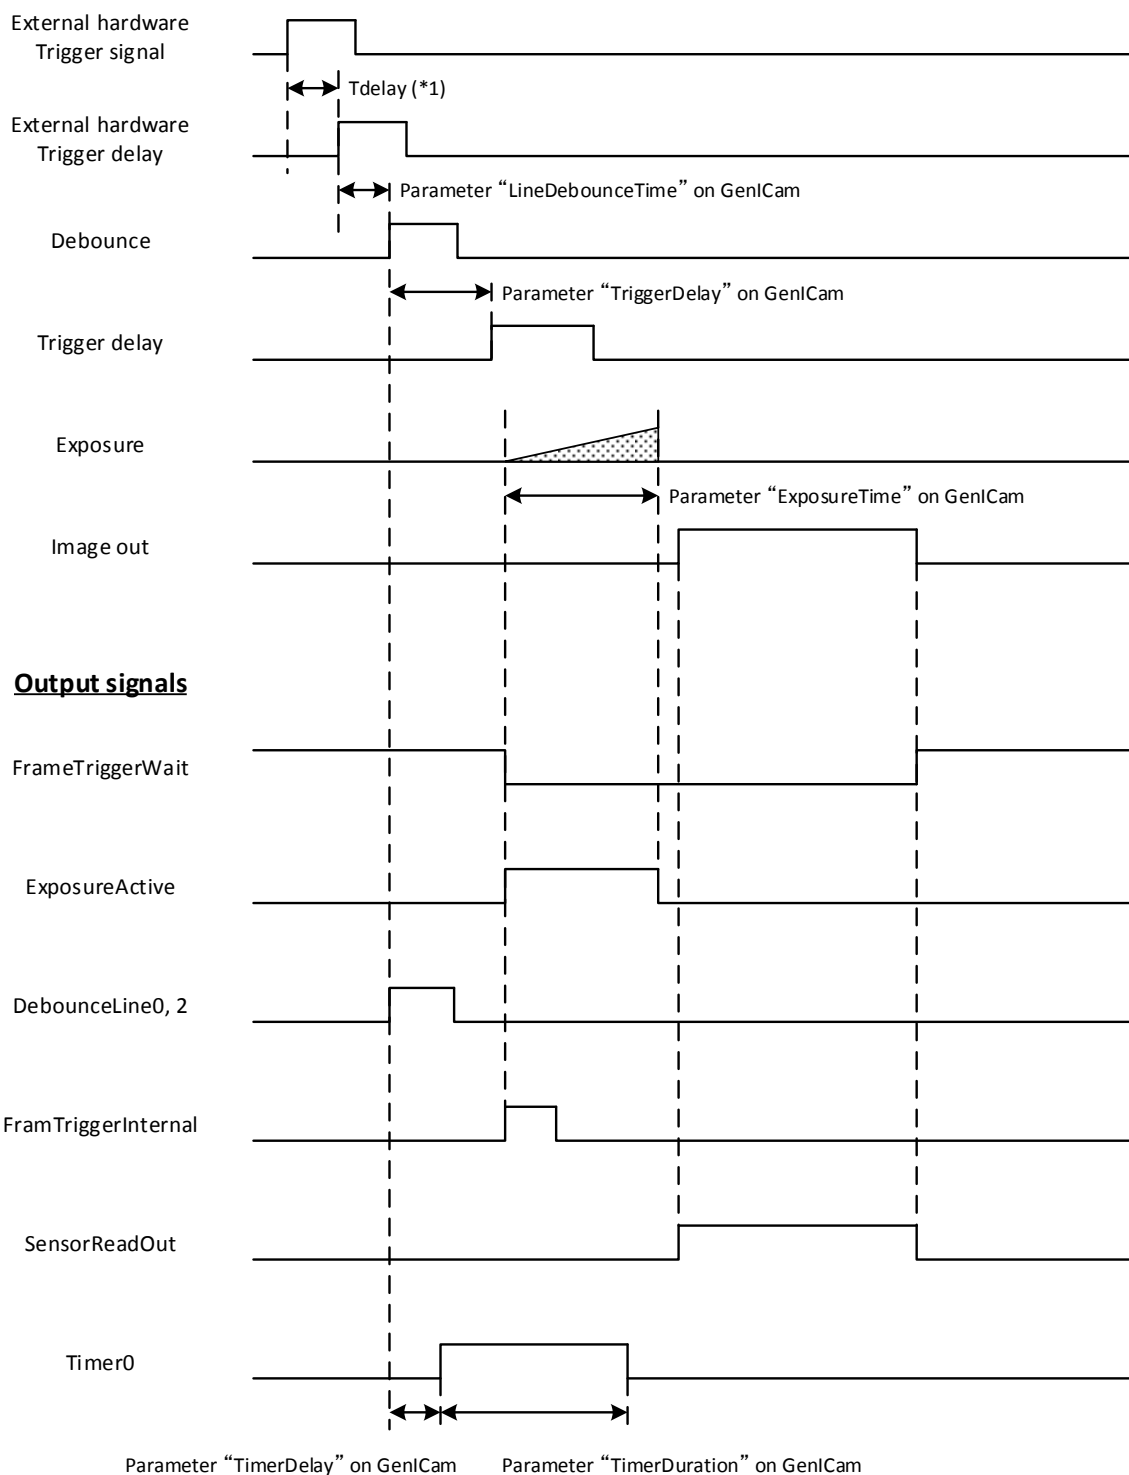 External hardware
Trigger signal
Tdelay (*1)
External hardware
Trigger delay
Parameter “LineDebounceTime” on GenICam
Debounce
Parameter “TriggerDelay” on GenICam
Trigger delay
Exposure
Parameter “ExposureTime” on GenICam
Image out
Output signals
FrameTriggerWait
ExposureActive
DebounceLine0, 2
FramTriggerInternal
SensorReadOut
Timer0
Parameter “TimerDelay” on GenICam
Parameter “TimerDuration” on GenICam